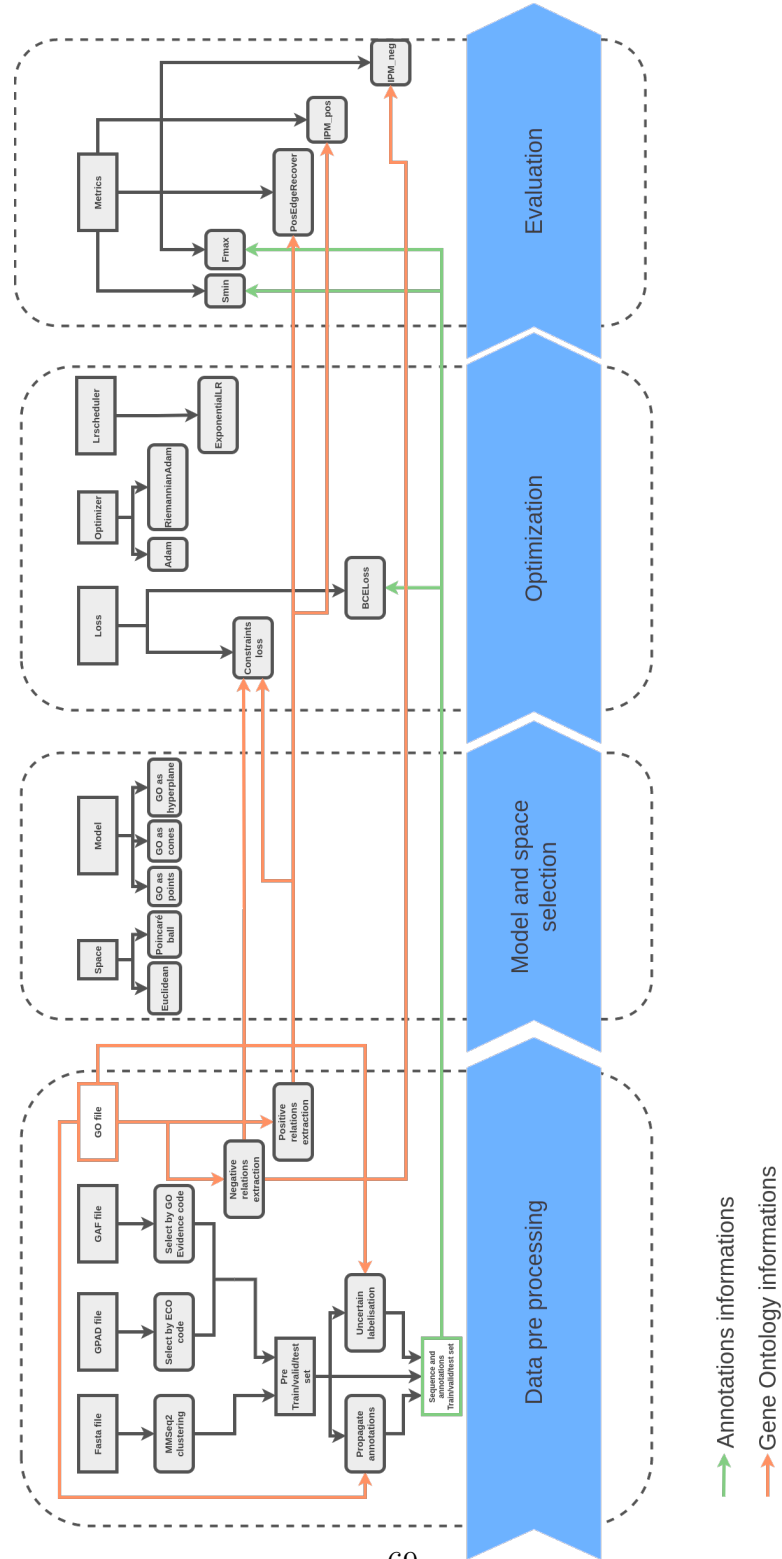 Fasta file
GPAD file
GAF file
GO file
MMSeq2
clustering
Select by ECO
code
Select by GO
Evidence code
Negative
relations
extraction
Positive
relations
extraction
Pre
Train/valid/test
set
Propagate
annotations
Uncertain
labelisation
Sequence and
annotations
Train/valid/test set
Data pre processing
Space
Model
Euclidean
Poincaré
ball
GO as
points
GO as
cones
GO as
hyperplane
Model and space
selection
Loss
Optimizer
Lrscheduler
Adam
RiemannianAdam
ExponentialLR
Constraints
loss
BCELoss
Optimization
Metrics
Smin
Fmax
PosEdgeRecover
IPM_pos
IPM_neg
Evaluation
Annotations informations
Gene Ontology informations